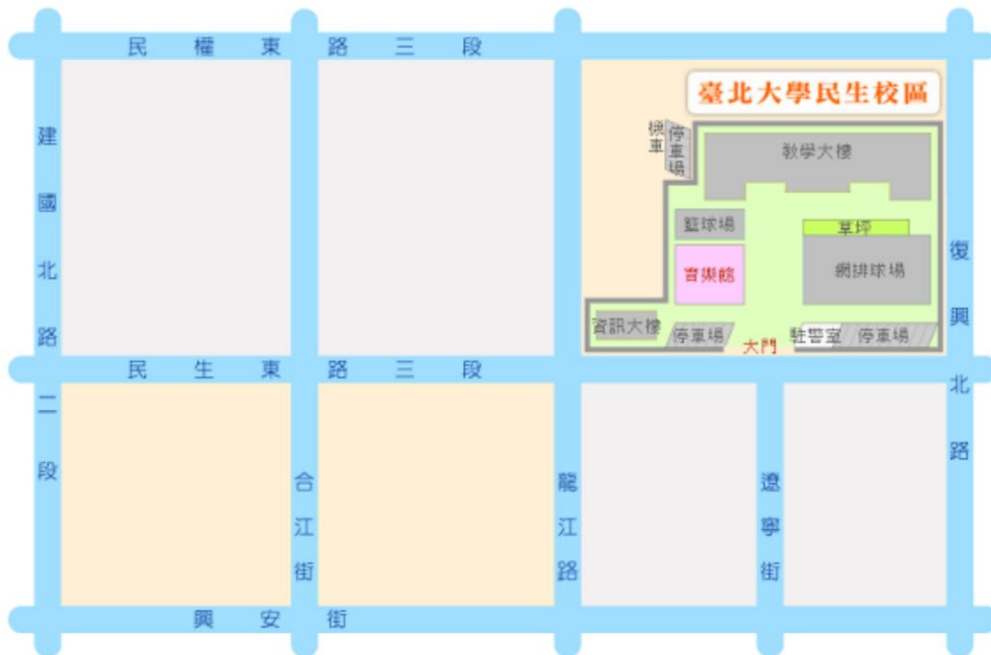 民權東路三段
臺北大學民生校區
機車
停車場
教學大樓
建國北路二段
籃球場
草坪
育樂館
網排球場
復興北路
資訊大樓
停車場
大門
駐警室
停車場
民生東路三段
合江街
龍江路
遼寧街
興安街